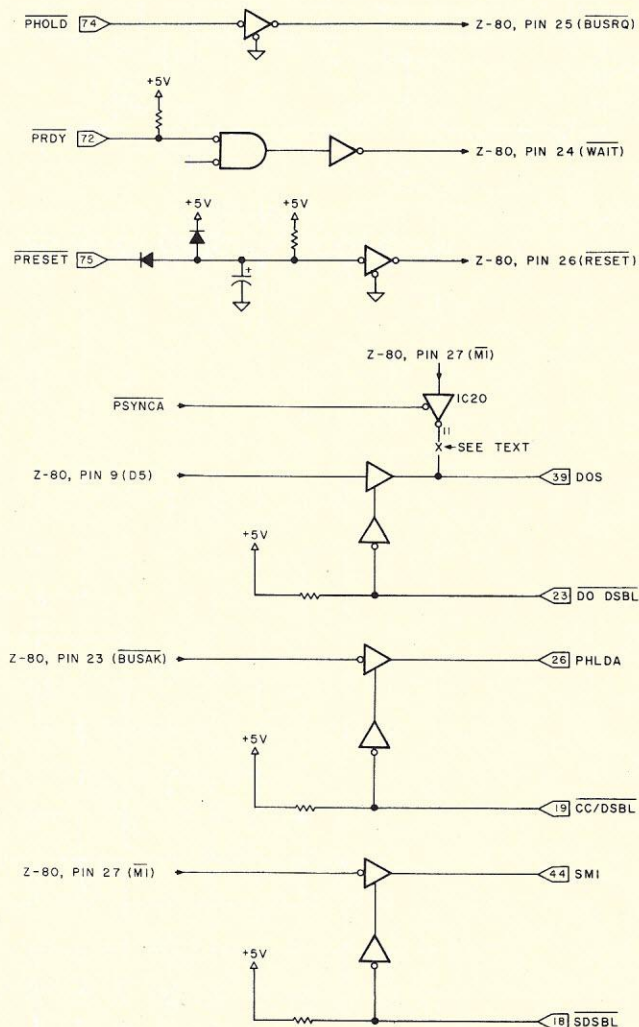 PHOLD 74 Z-80, PIN 25 (BUSRQ)
+5V
PRDY 72 Z-80, PIN 24 (WAIT)
+5V +5V
PRESET 75 + Z-80, PIN 26 (RESET)
Z-80, PIN 27 (M1)
PSYNCA IC20
11
X SEE TEXT
Z-80, PIN 9 (D5) 39 DOS
+5V
23 DO DSBL
Z-80, PIN 23 (BUSAK) 26 PHLDA
+5V
19 CC/DSBL
Z-80, PIN 27 (M1) 44 SM1
+5V
18 SDSBL